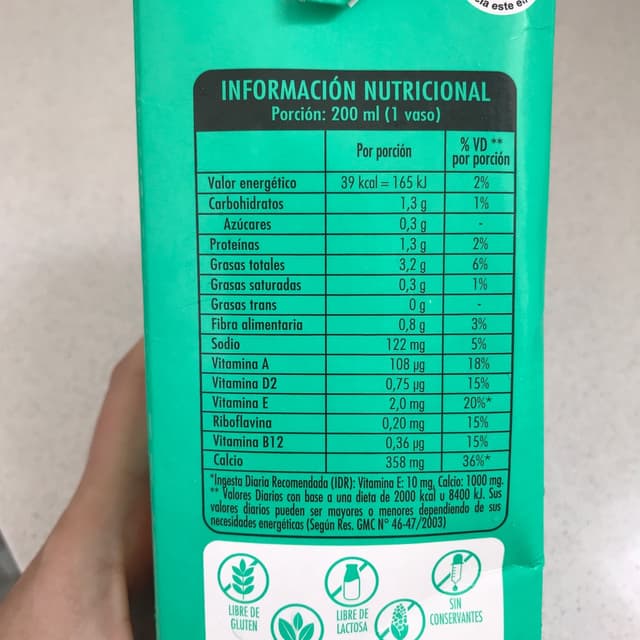 este e
INFORMACIÓN NUTRICIONAL
Porción: 200 ml (1 vaso)
Por porción % VD **
por porción
Valor energético 39 kcal = 165 kJ 2%
Carbohidratos 1,3 g 1%
Azúcares 0,3 g -
Proteínas 1,3 g 2%
Grasas totales 3,2 g 6%
Grasas saturadas 0,3 g 1%
Grasas trans 0 g -
Fibra alimentaria 0,8 g 3%
Sodio 122 mg 5%
Vitamina A 108 µg 18%
Vitamina D2 0,75 µg 15%
Vitamina E 2,0 mg 20%*
Riboflavina 0,20 mg 15%
Vitamina B12 0,36 µg 15%
Calcio 358 mg 36%*
*Ingesta Diaria Recomendada (IDR): Vitamina E: 10 mg, Calcio: 1000 mg.
** Valores Diarios con base a una dieta de 2000 kcal u 8400 kJ. Sus
valores diarios pueden ser mayores o menores dependiendo de sus
necesidades energéticas (Según Res. GMC N° 46-47/2003)
LIBRE DE
GLUTEN
LIBRE DE
LACTOSA
SIN
CONSERVANTES